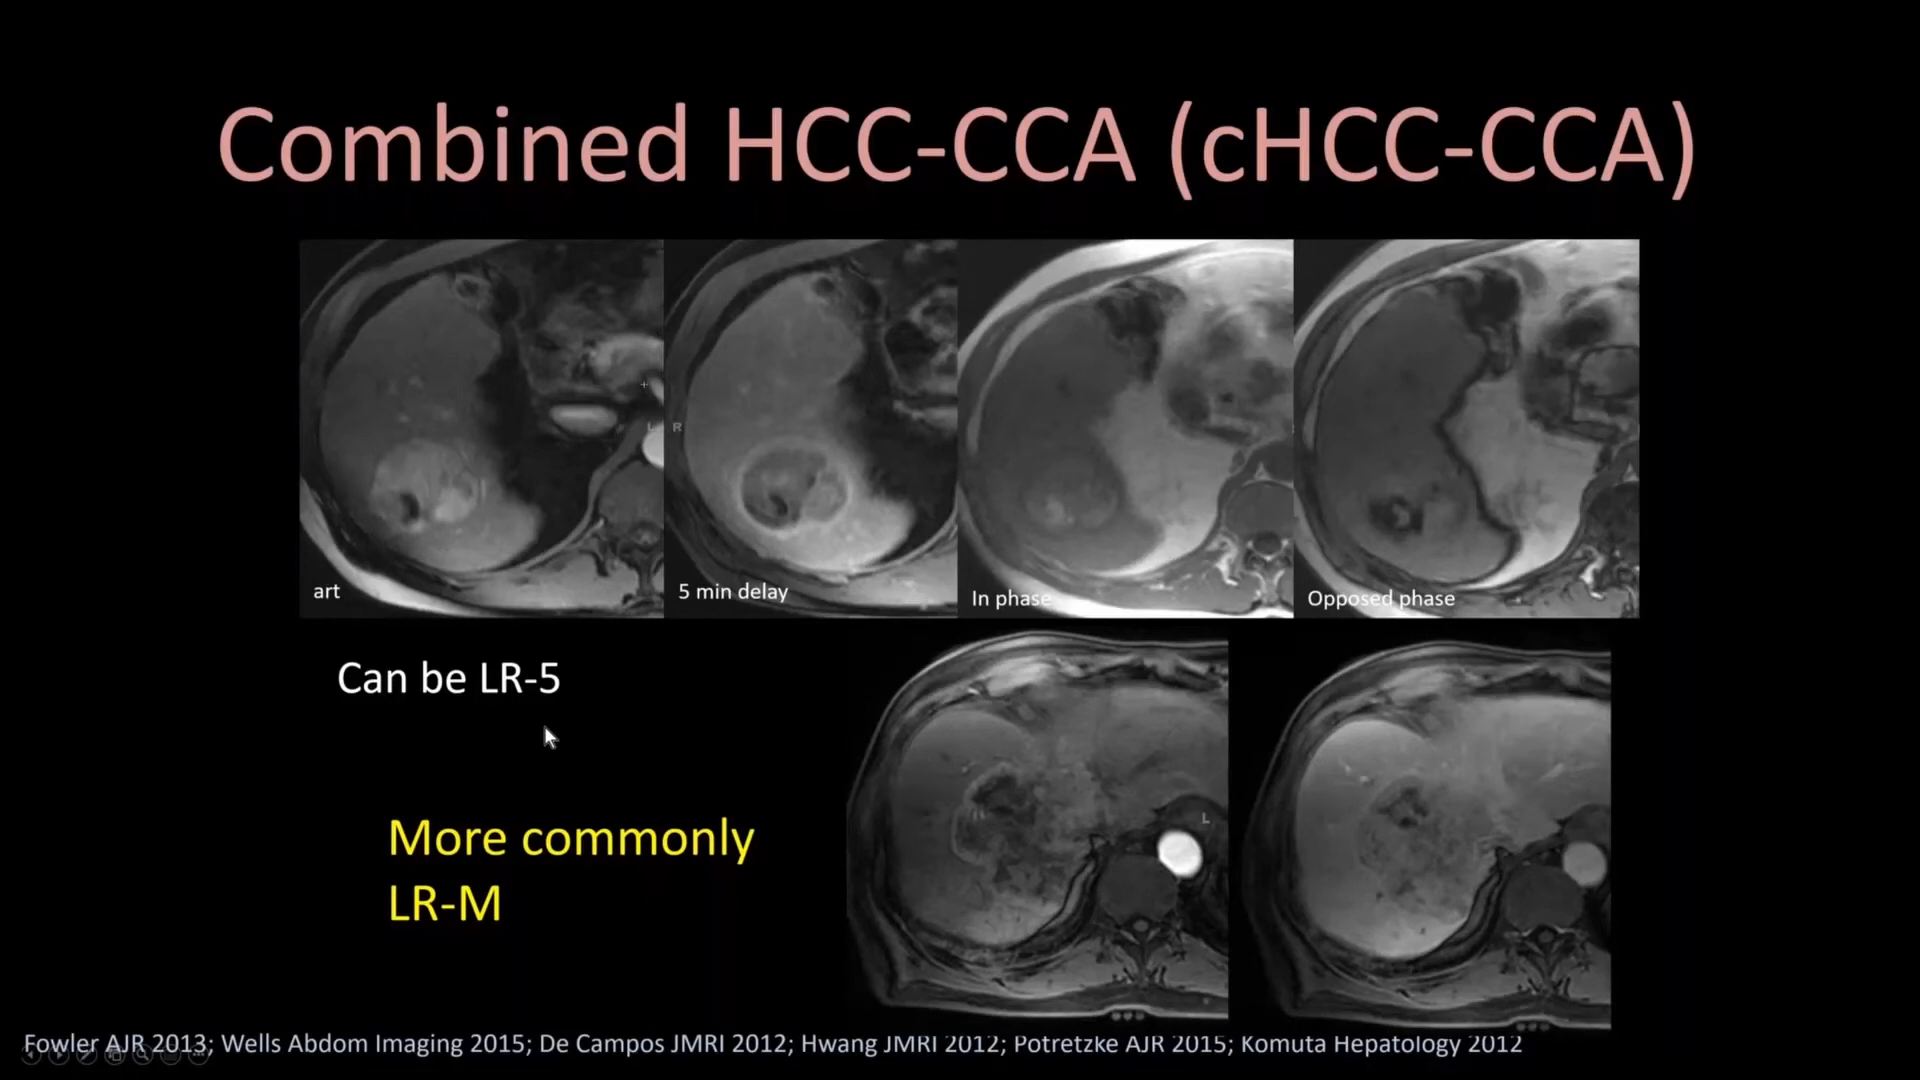 Combined HCC-CCA (cHCC-CCA)
L
R
art
5 min delay
In phase
Opposed phase
Can be LR-5
More commonly
LR-M
L
Fowler AJR 2013; Wells Abdom Imaging 2015; De Campos JMRI 2012; Hwang JMRI 2012; Potretzke AJR 2015; Komuta Hepatology 2012